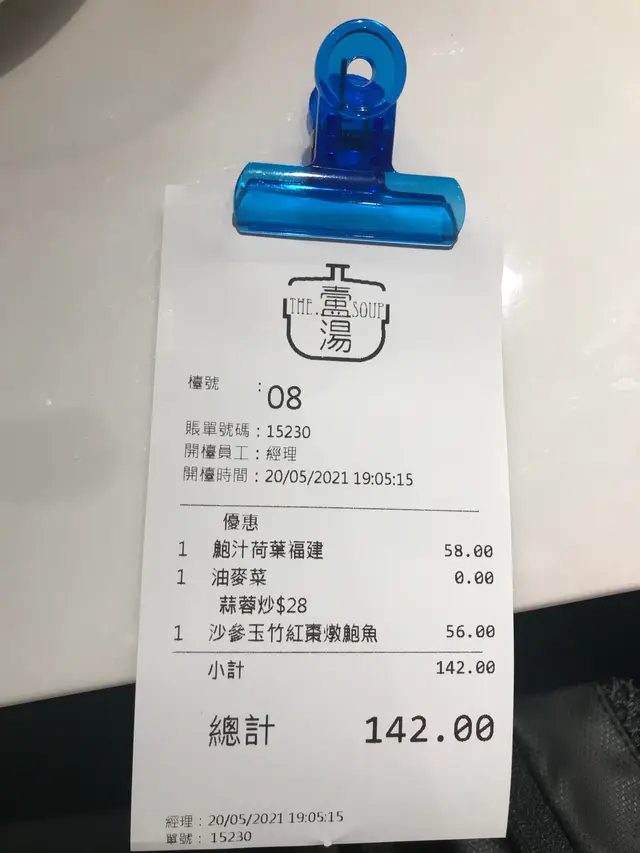 THE. 壹湯 SOUP
檯號 : 08
賬單號碼 : 15230
開檯員工 : 經理
開檯時間 : 20/05/2021 19:05:15
優惠
1 鮑汁荷葉福建 58.00
1 油麥菜 0.00
蒜蓉炒$28
1 沙參玉竹紅棗燉鮑魚 56.00
小計 142.00
總計 142.00
經理 : 20/05/2021 19:05:15
單號 : 15230